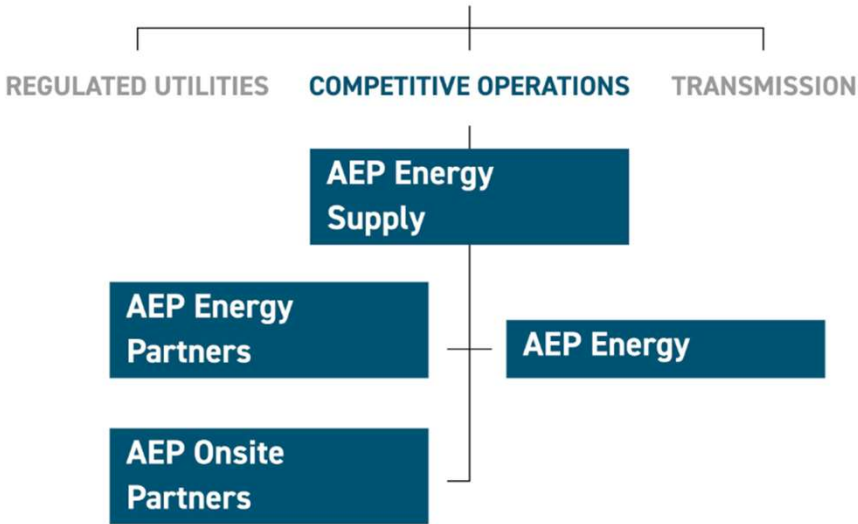 REGULATED UTILITIES
COMPETITIVE OPERATIONS
TRANSMISSION
AEP Energy
Supply
AEP Energy
Partners
AEP Energy
AEP Onsite
Partners